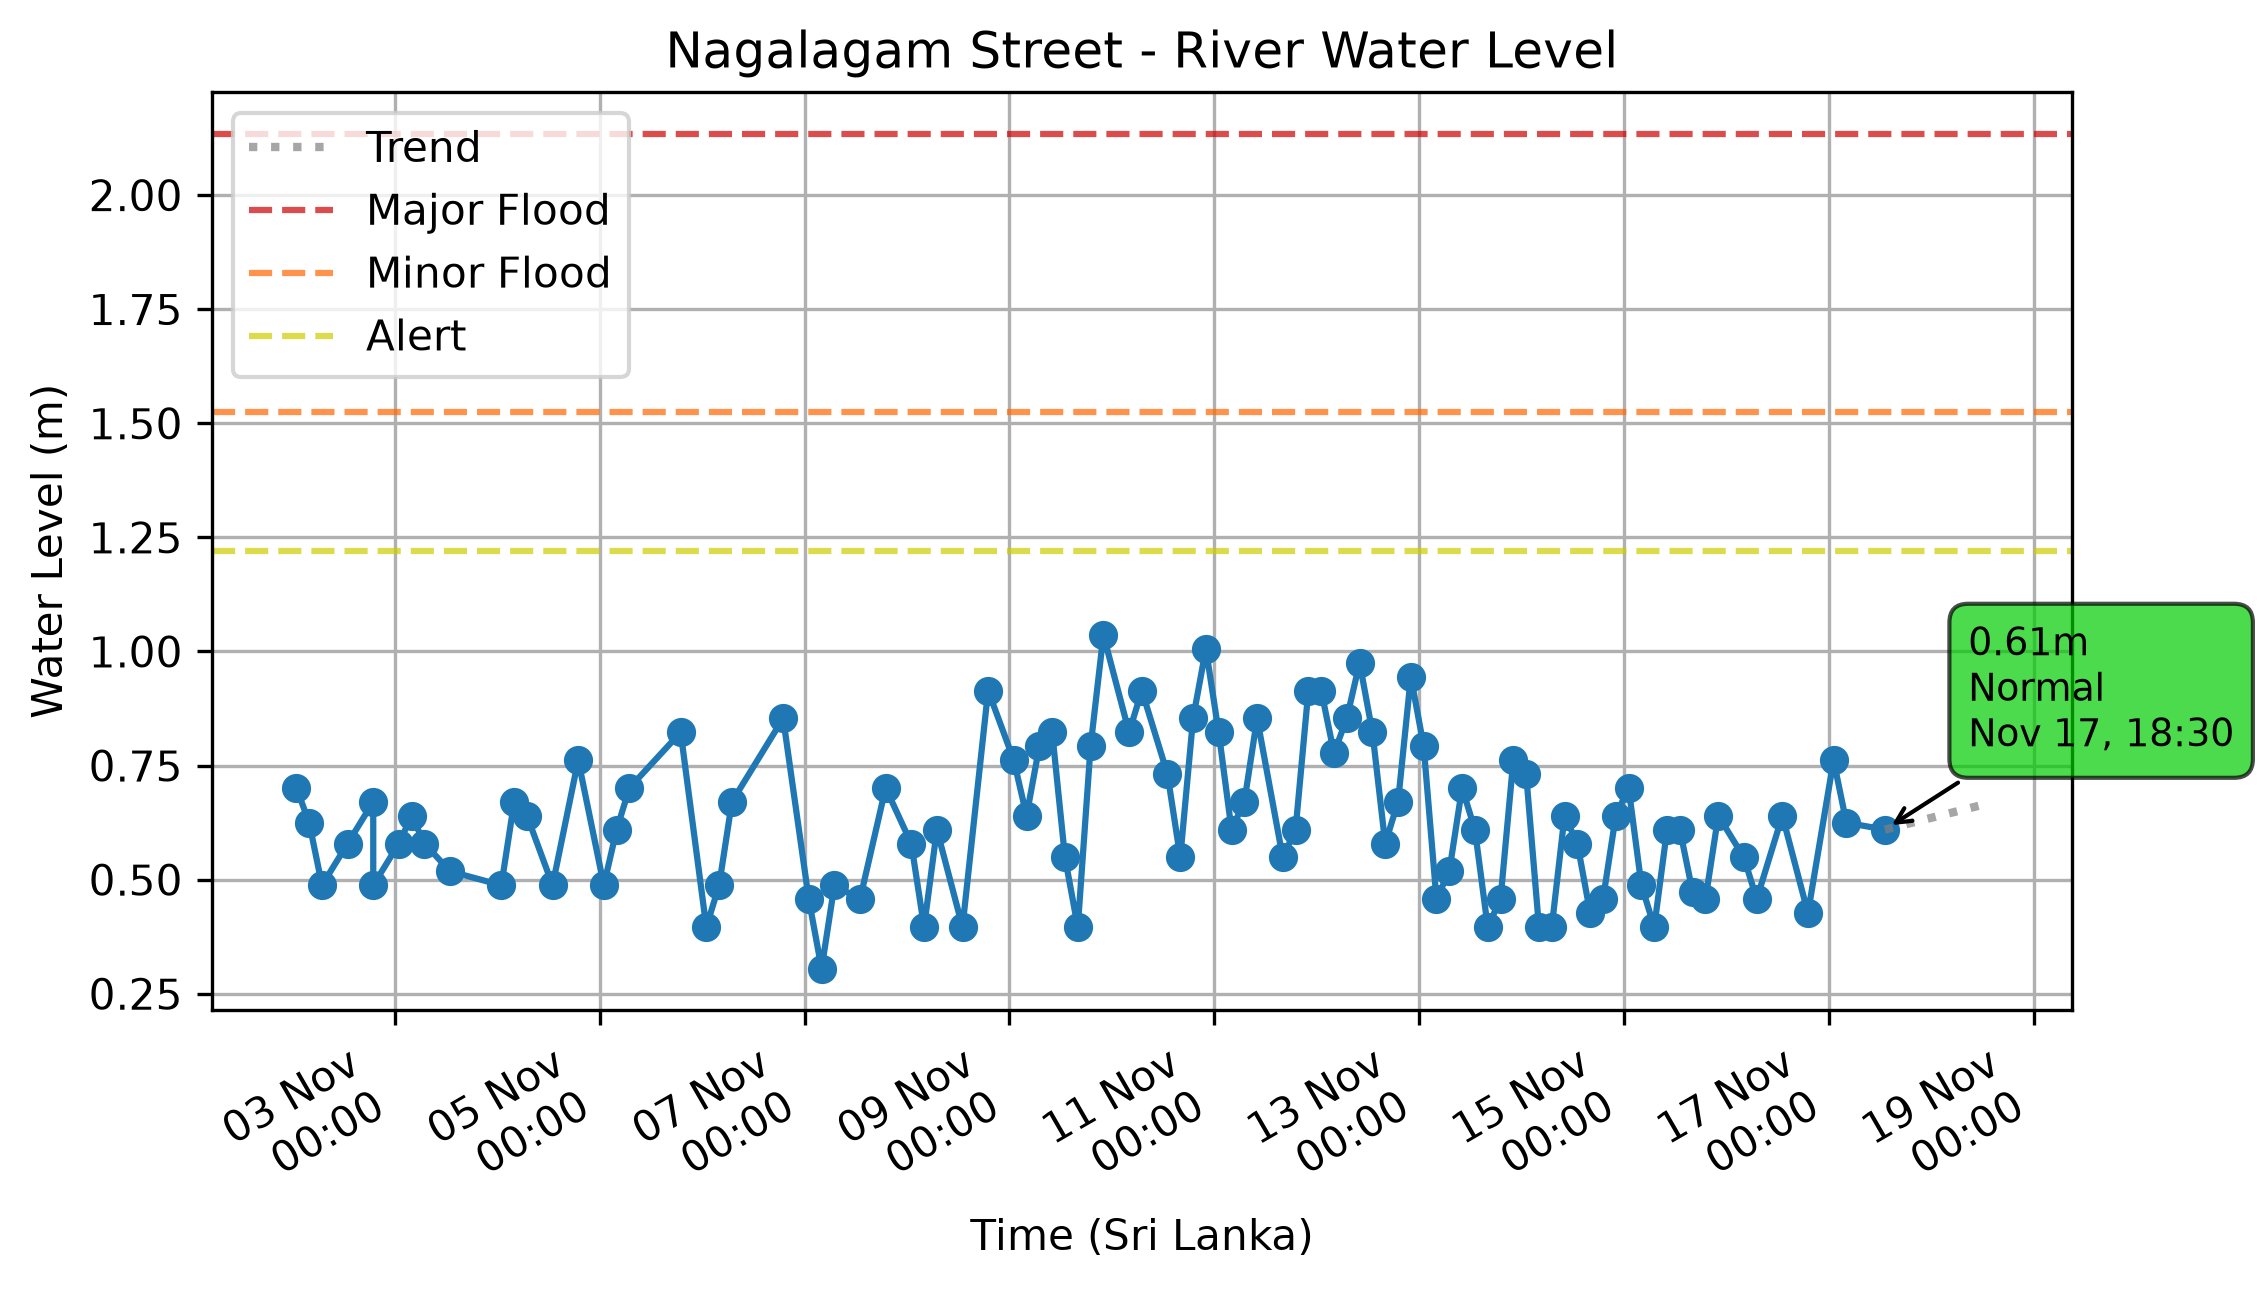 Nagalagam Street - River Water Level
Trend
Major Flood
Minor Flood
Alert
Water Level (m)
2.00
1.75
1.50
1.25
1.00
0.75
0.50
0.25
0.61m
Normal
Nov 17, 18:30
03 Nov
00:00
05 Nov
00:00
07 Nov
00:00
09 Nov
00:00
11 Nov
00:00
13 Nov
00:00
15 Nov
00:00
17 Nov
00:00
19 Nov
00:00
Time (Sri Lanka)